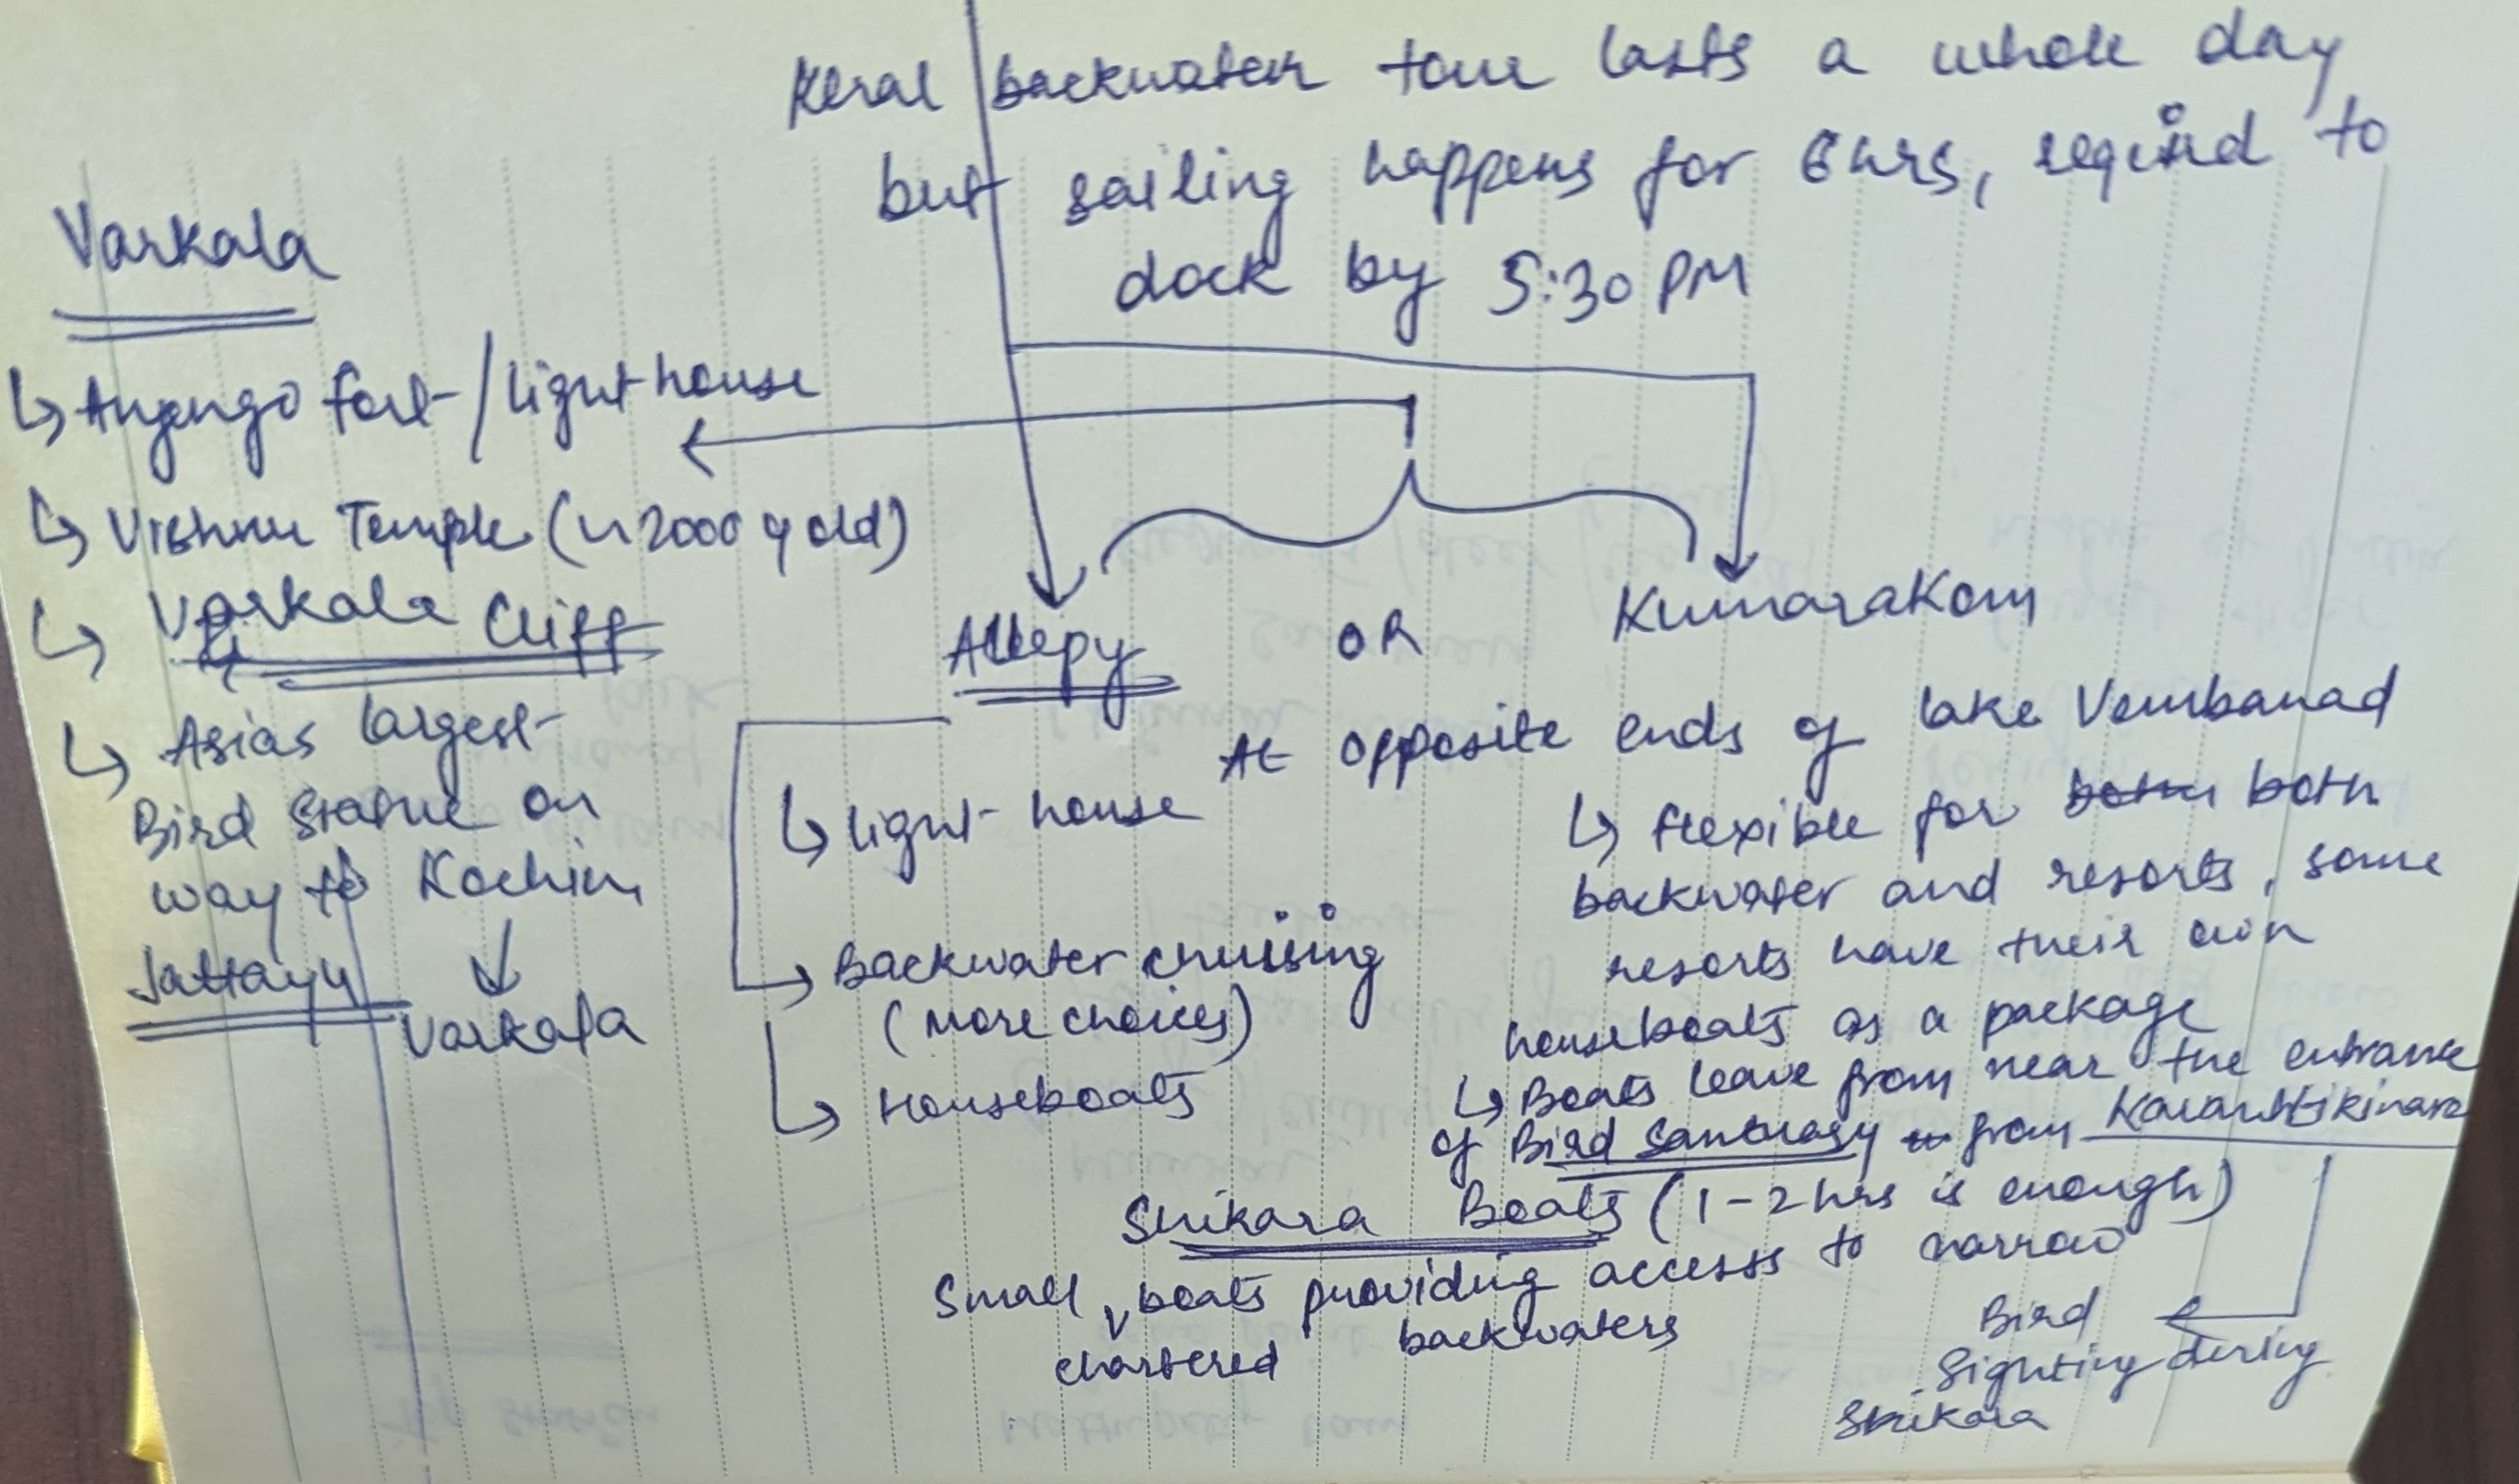 Keral backwater tour lasts a whole day
but sailing happens for 6 hrs, requird to
dock by 5:30 PM
Varkala
↳ Anjengo fort / Light house
↳ Vishnu Temple (~ 2000 y old)
↳ Varkala Cliff
↳ Asias largest
Bird Statue on
way to Kochin
Jattayu
↓
Varkala
Allepy OR Kumarakom
At opposite ends of lake Vembanad
↳ light-house
↳ Backwater cruising
(more choices)
↳ Houseboats
↳ flexible for both
backwater and resorts, some
resorts have their own
houseboats as a package
↳ Boats leave from near the entrance
of Bird Santuary from
Shikara Boats (1-2 hrs is enough)
Small chartered boats providing accesss to narrow
backwaters
Bird
Sighting during
Shikara